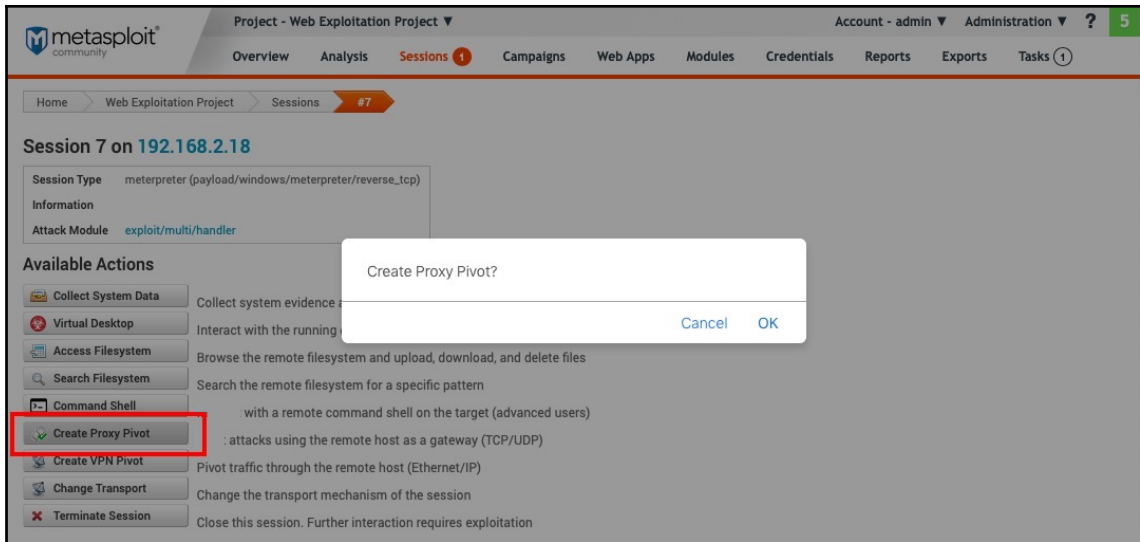 metasploit®
community
Project - Web Exploitation Project ▼
Account - admin ▼ Administration ▼ ? 5
Overview Analysis Sessions 1 Campaigns Web Apps Modules Credentials Reports Exports Tasks 1
Home Web Exploitation Project Sessions #7
Session 7 on 192.168.2.18
Session Type meterpreter (payload/windows/meterpreter/reverse_tcp)
Information
Attack Module exploit/multi/handler
Create Proxy Pivot?
Cancel OK
Available Actions
Collect System Data Collect system evidence
Virtual Desktop Interact with the running
Access Filesystem Browse the remote filesystem and upload, download, and delete files
Search Filesystem Search the remote filesystem for a specific pattern
Command Shell with a remote command shell on the target (advanced users)
Create Proxy Pivot attacks using the remote host as a gateway (TCP/UDP)
Create VPN Pivot Pivot traffic through the remote host (Ethernet/IP)
Change Transport Change the transport mechanism of the session
Terminate Session Close this session. Further interaction requires exploitation